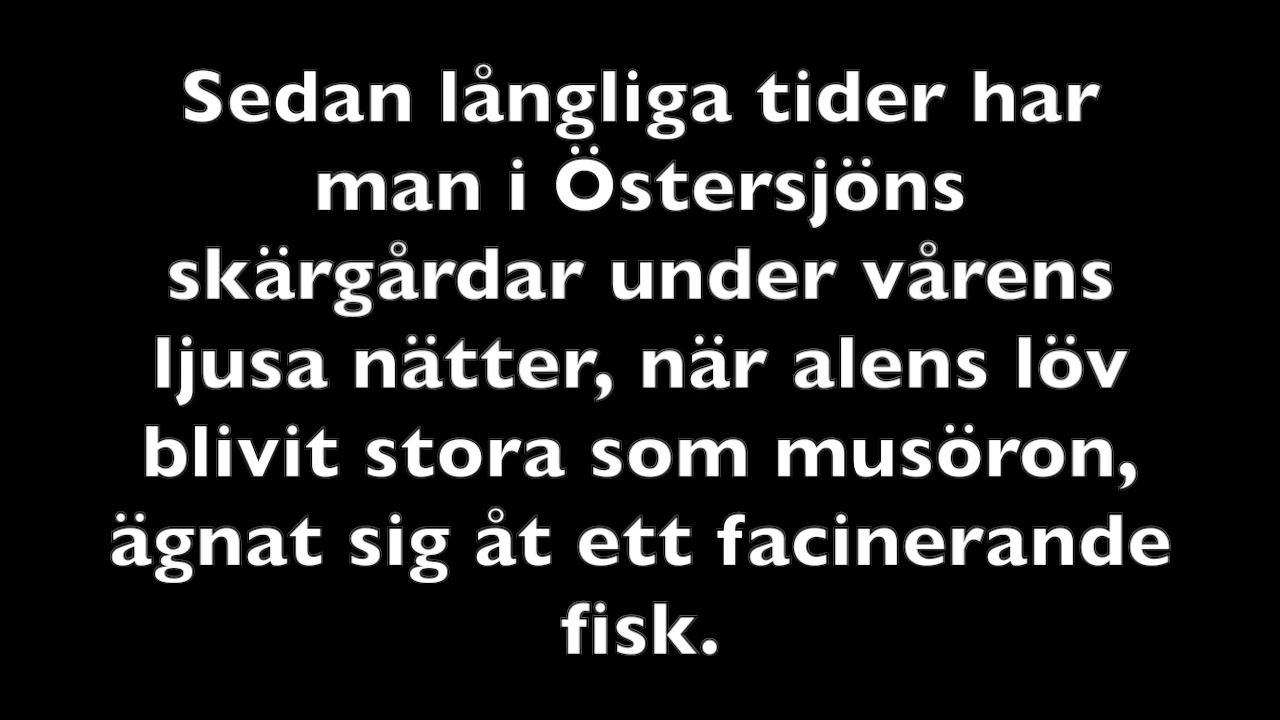 Sedan långliga tider har
man i Östersjöns
skärgårdar under vårens
ljusa nätter, när alens löv
blivit stora som musöron,
ägnat sig åt ett facinerande
fisk.